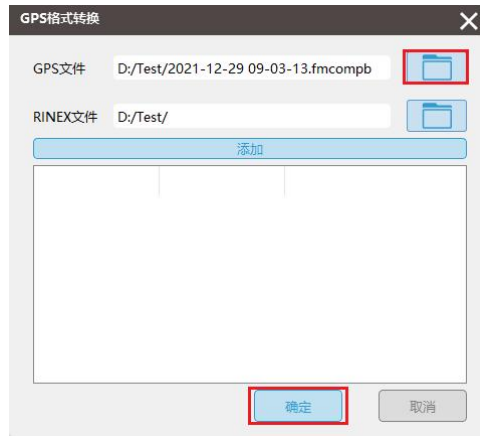 GPS格式转换
GPS文件 D:/Test/2021-12-29 09-03-13.fmcompb
RINEX文件 D:/Test/
添加
确定 取消